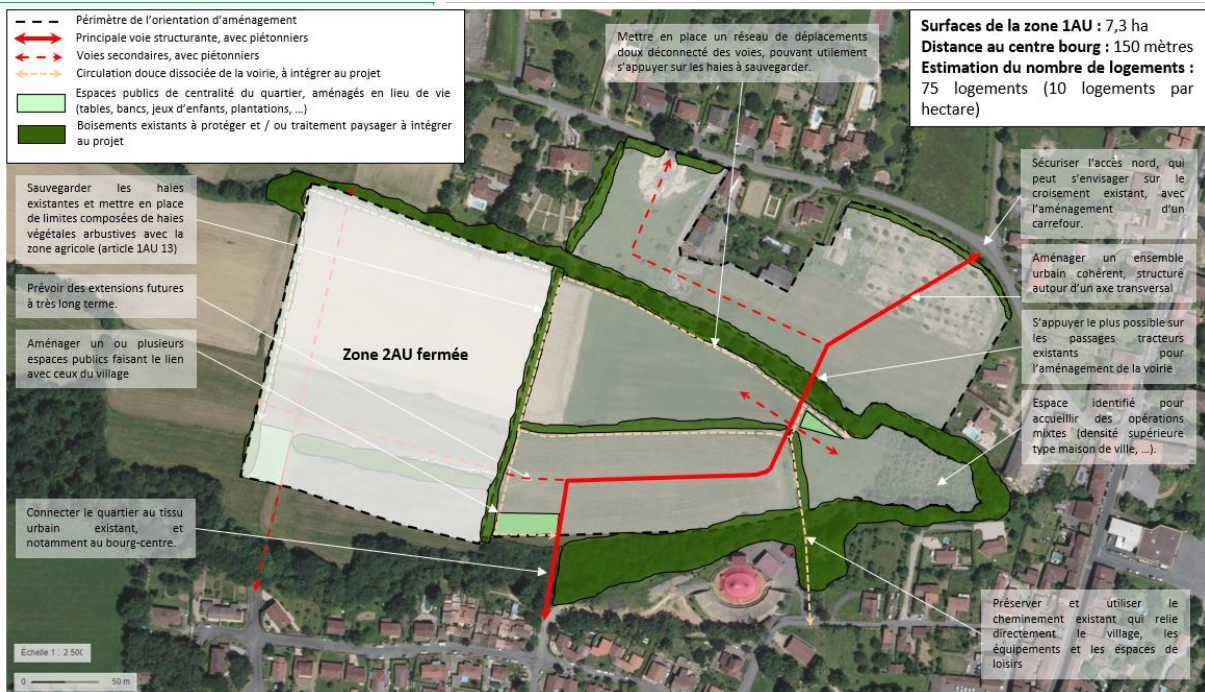 Périmètre de l'orientation d'aménagement
Principale voie structurante, avec piétonniers
Voies secondaires, avec piétonniers
Circulation douce dissociée de la voirie, à intégrer au projet
Espaces publics de centralité du quartier, aménagés en lieu de vie
(tables, bancs, jeux d'enfants, plantations, ...)
Boisements existants à protéger et / ou traitement paysager à intégrer
au projet
Mettre en place un réseau de déplacements
doux déconnecté des voies, pouvant utilement
s'appuyer sur les haies à sauvegarder.
Surfaces de la zone 1AU : 7,3 ha
Distance au centre bourg : 150 mètres
Estimation du nombre de logements :
75 logements (10 logements par
hectare)
Sauvegarder les haies
existantes et mettre en place
de limites composées de haies
végétales arbustives avec la
zone agricole (article 1AU 13)
Prévoir des extensions futures
à très long terme.
Aménager un ou plusieurs
espaces publics faisant le lien
avec ceux du village
Connecter le quartier au tissu
urbain existant, et
notamment au bourg-centre.
Zone 2AU fermée
Sécuriser l'accès nord, qui
peut s'envisager sur le
croisement existant, avec
l'aménagement d'un
carrefour.
Aménager un ensemble
urbain cohérent, structuré
autour d'un axe transversal
S'appuyer le plus possible sur
les passages tracteurs
existants pour
l'aménagement de la voirie
Espace identifié pour
accueillir des opérations
mixtes (densité supérieure
type maison de ville, ...).
Préserver et utiliser le
cheminement existant qui relie
directement le village, les
équipements et les espaces de
loisirs
Échelle 1 : 2 500
0 50 m